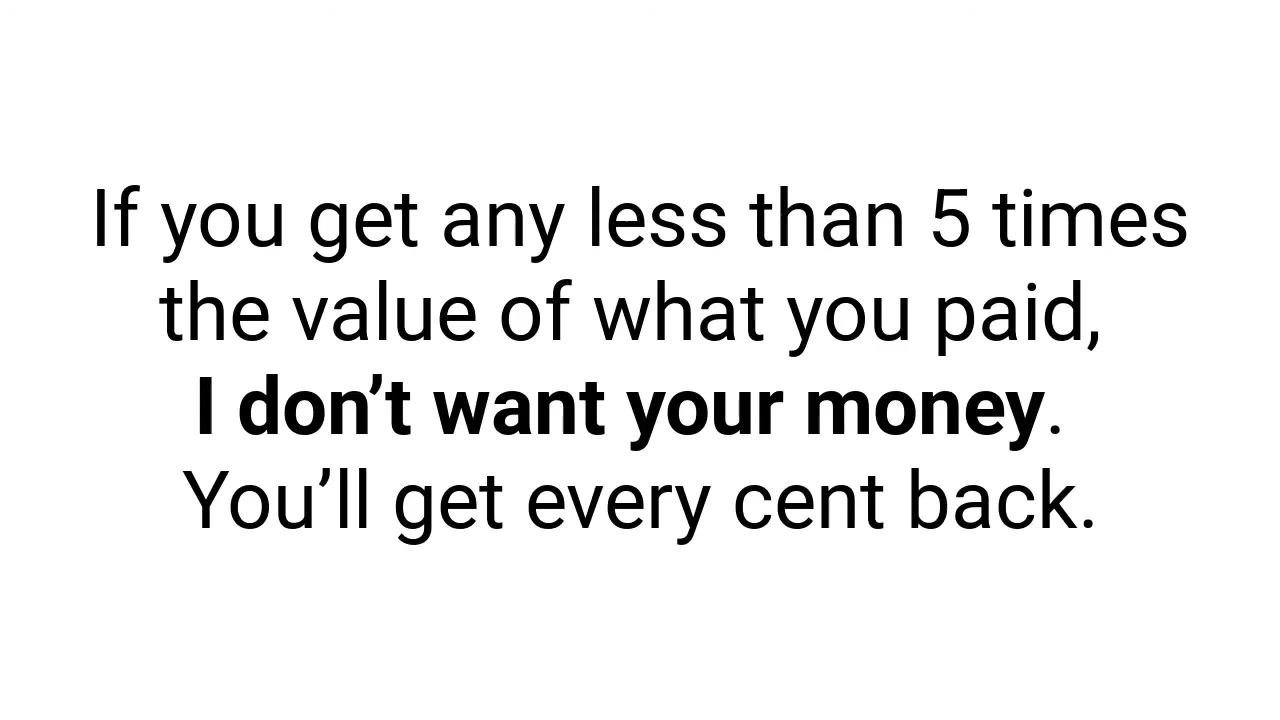 If you get any less than 5 times
the value of what you paid,
I don’t want your money.
You’ll get every cent back.